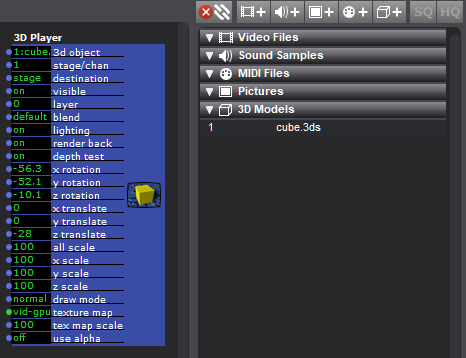 3D Player
1:cube. 3d object
1 stage/chan
stage destination
on visible
0 layer
default blend
on lighting
on render back
on depth test
-56.3 x rotation
-52.1 y rotation
-10.1 z rotation
0 x translate
0 y translate
-28 z translate
100 all scale
100 x scale
100 y scale
100 z scale
normal draw mode
vid-gpu texture map
100 tex map scale
off use alpha
+ + + + + SQ HQ
Video Files
Sound Samples
MIDI Files
Pictures
3D Models
1 cube.3ds